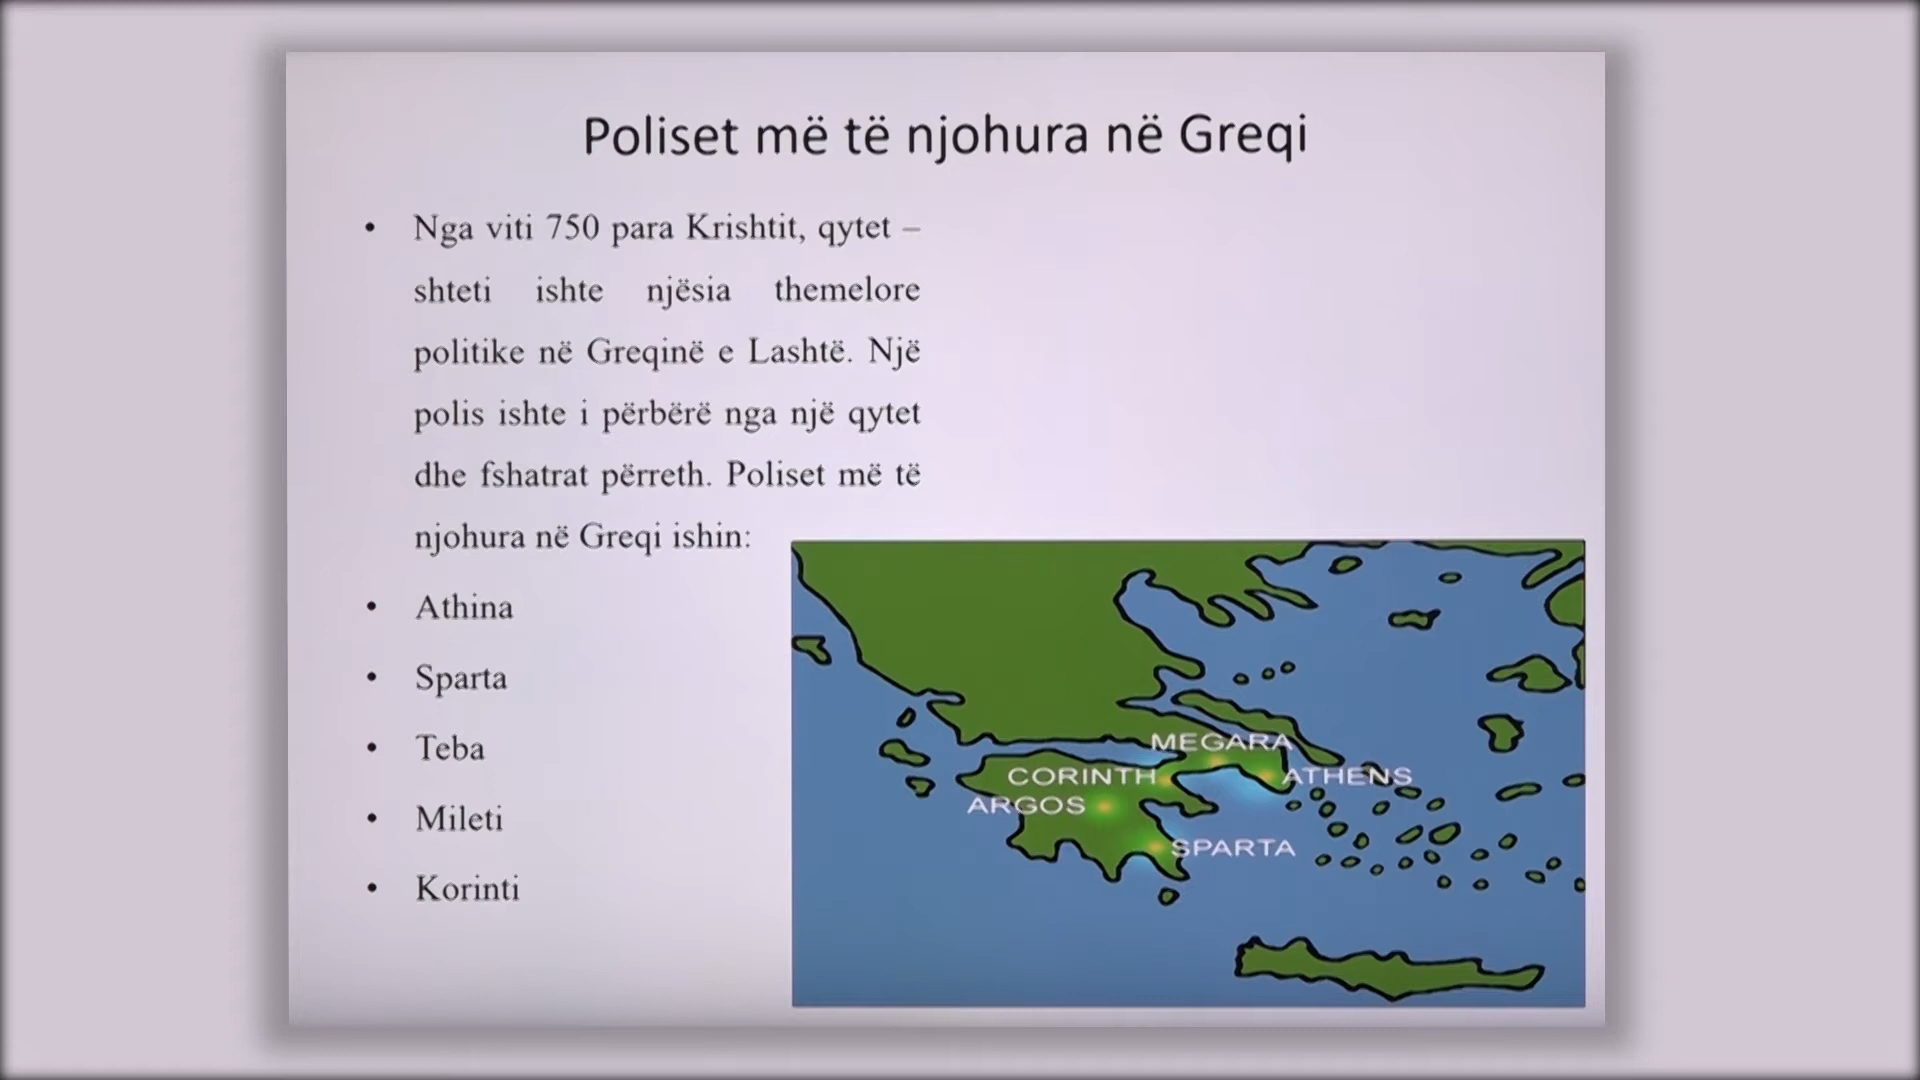 Poliset më të njohura në Greqi
• Nga viti 750 para Krishtit, qytet –
shteti ishte njësia themelore
politike në Greqinë e Lashtë. Një
polis ishte i përbërë nga një qytet
dhe fshatrat përreth. Poliset më të
njohura në Greqi ishin:
• Athina
• Sparta
• Teba
• Mileti
• Korinti
MEGARA
CORINTH
ATHENS
ARGOS
SPARTA